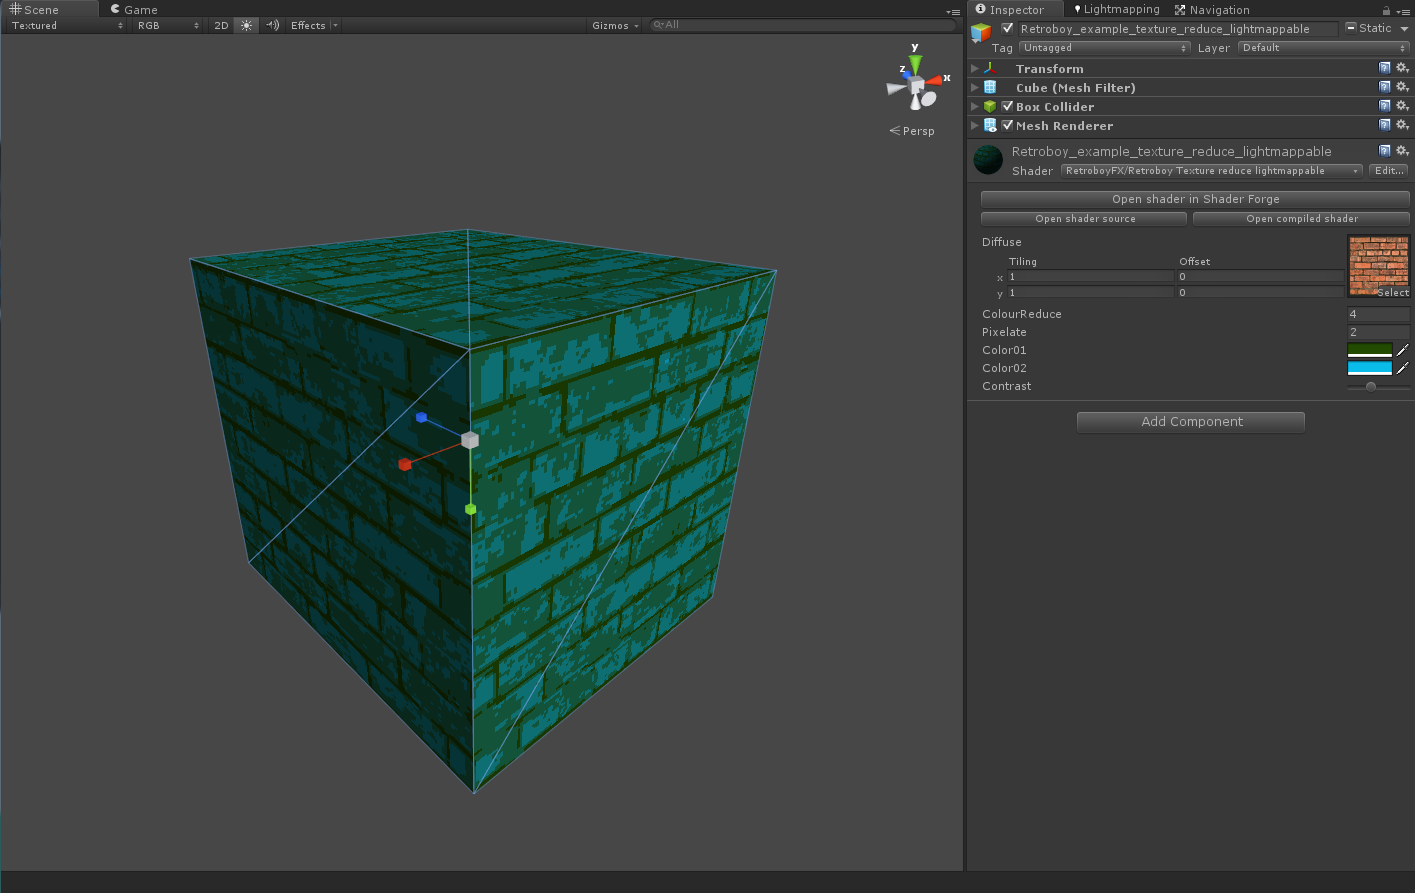 Scene Game
Textured RGB 2D Effects Gizmos All
y
z x
Persp
Inspector Lightmapping Navigation
Retroboy_example_texture_reduce_lightmappable Static
Tag Untagged Layer Default
Transform
Cube (Mesh Filter)
Box Collider
Mesh Renderer
Retroboy_example_texture_reduce_lightmappable
Shader RetroboyFX/Retroboy Texture reduce lightmappable Edit...
Open shader in Shader Forge
Open shader source Open compiled shader
Diffuse
Tiling Offset
x 1 0
y 1 0 Select
ColourReduce 4
Pixelate 2
Color01
Color02
Contrast
Add Component